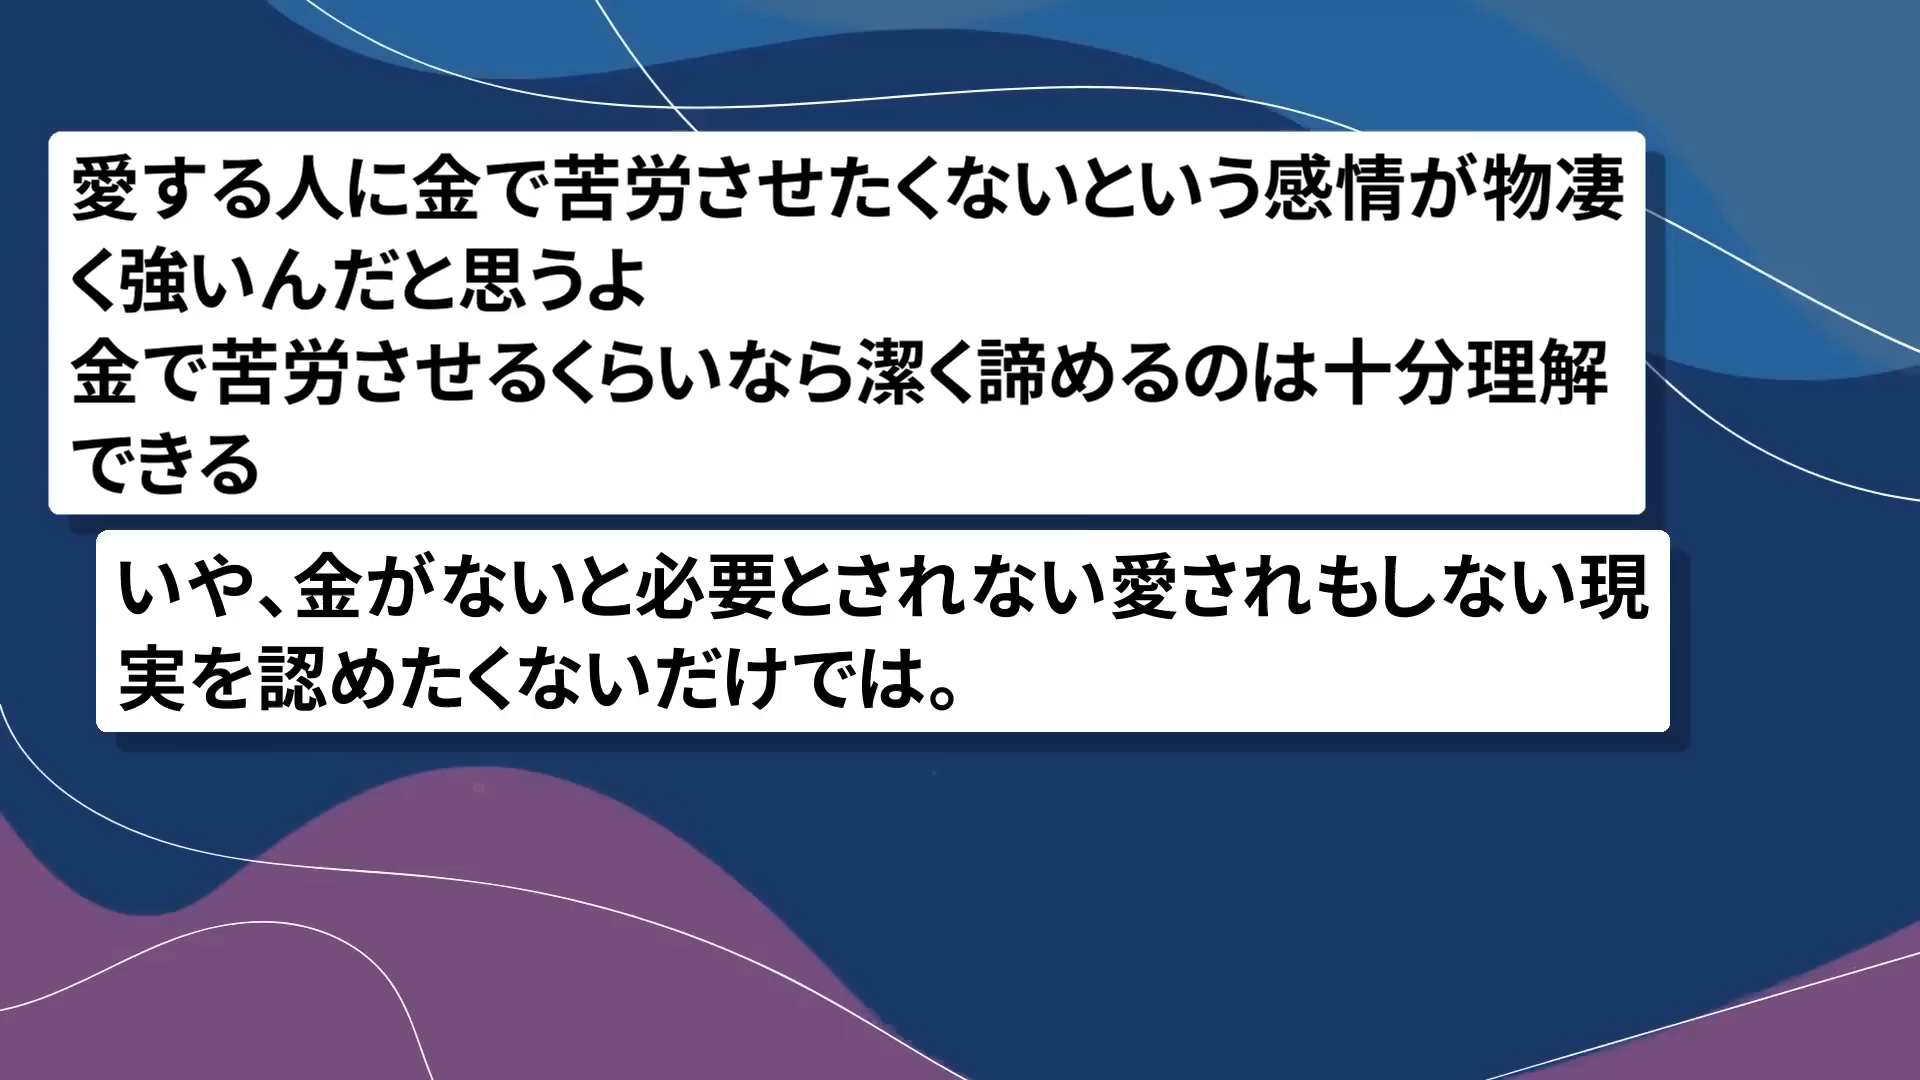 愛する人に金で苦労させたくないという感情が物凄
く強いんだと思うよ
金で苦労させるくらいなら潔く諦めるのは十分理解
できる
いや、金がないと必要とされない愛されもしない現
実を認めたくないだけでは。